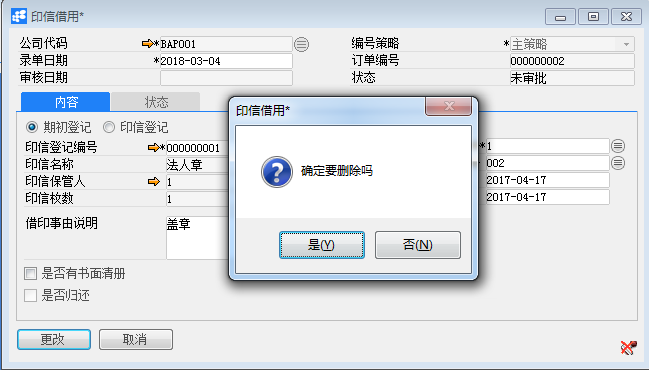 印信借用*
公司代码 *BAP001 编号策略 *主策略
录单日期 *2018-03-04 订单编号 000000002
审核日期 状态 未审批
内容 状态
期初登记 印信登记
印信登记编号 *000000001 *1
印信名称 法人章 002
印信保管人 1 2017-04-17
印信枚数 1 2017-04-17
借印事由说明 盖章
是否有书面清册
是否归还
更改 取消
印信借用*
确定要删除吗
是(Y) 否(N)